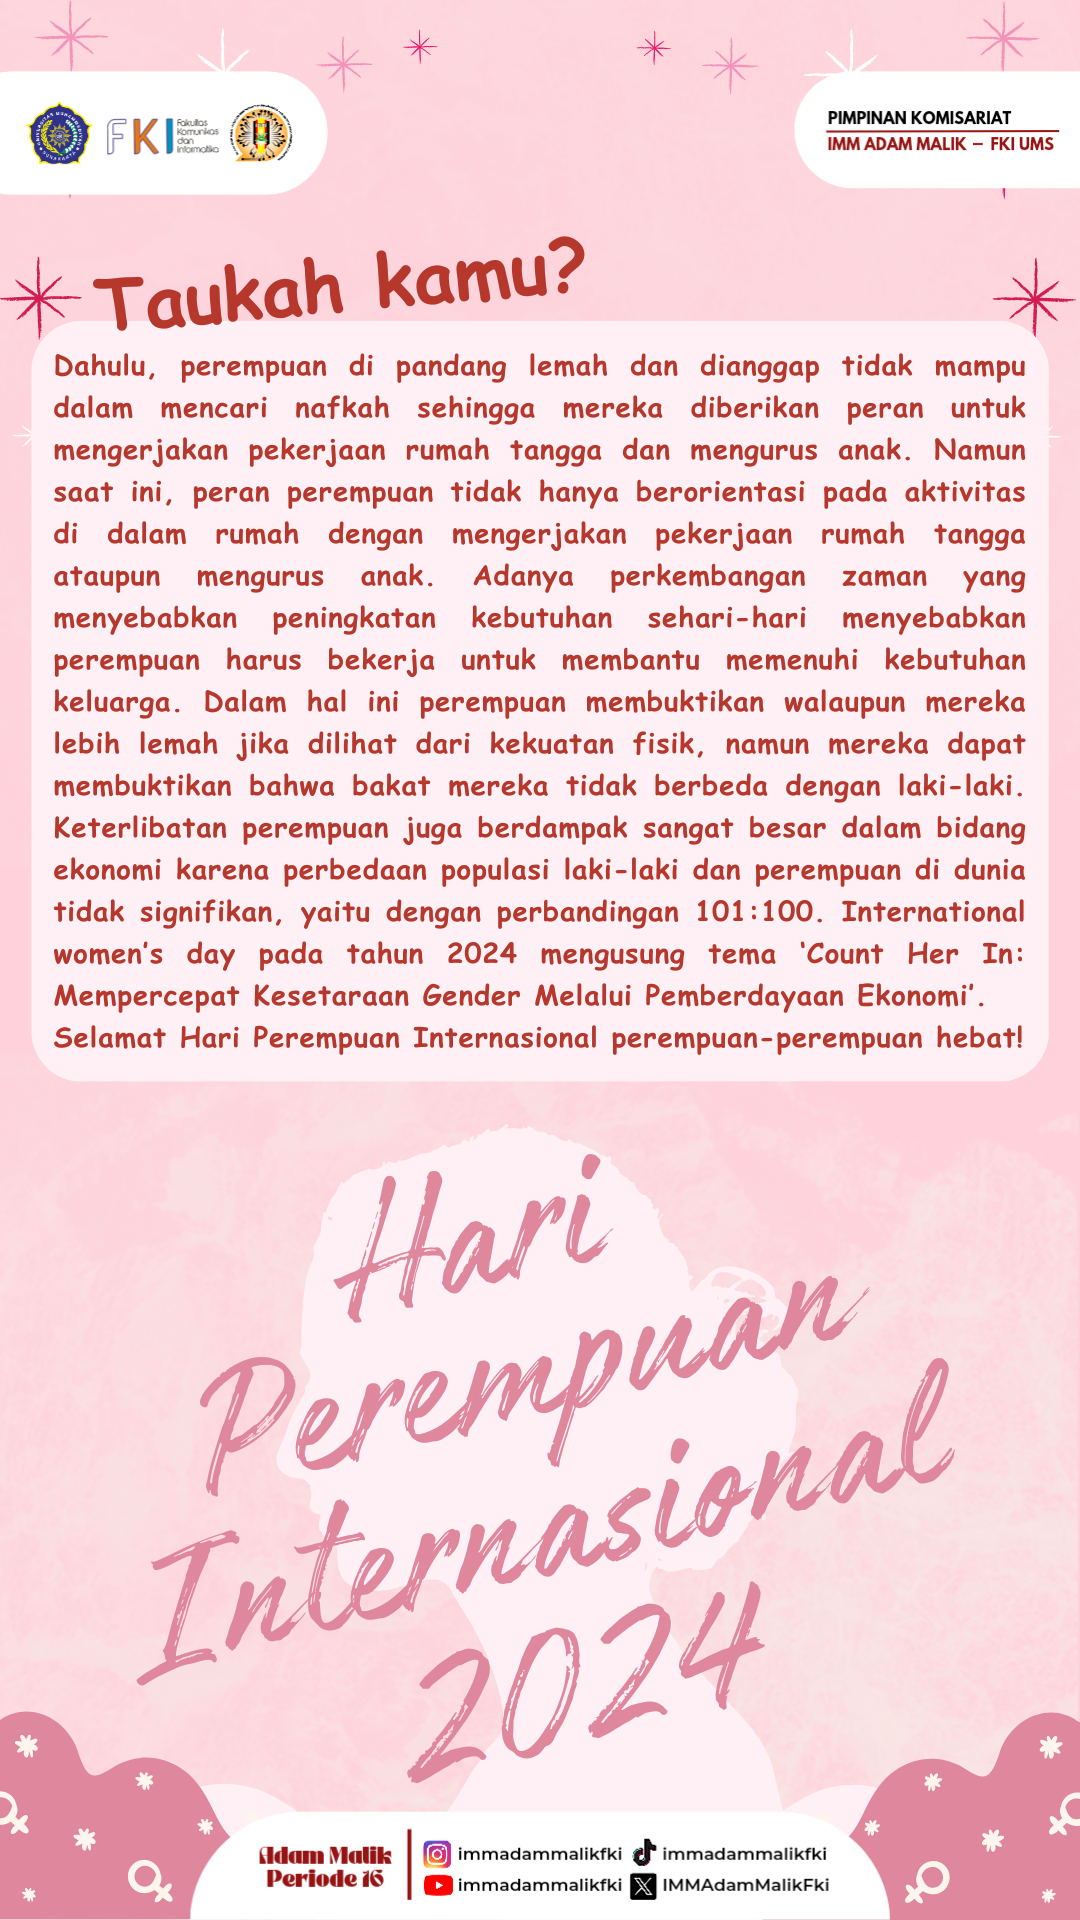 FKI
Fakultas
Komunikasi
dan
Informatika
PIMPINAN KOMISARIAT
IMM ADAM MALIK – FKI UMS
Taukah kamu?
Dahulu, perempuan di pandang lemah dan dianggap tidak mampu
dalam mencari nafkah sehingga mereka diberikan peran untuk
mengerjakan pekerjaan rumah tangga dan mengurus anak. Namun
saat ini, peran perempuan tidak hanya berorientasi pada aktivitas
di dalam rumah dengan mengerjakan pekerjaan rumah tangga
ataupun mengurus anak. Adanya perkembangan zaman yang
menyebabkan peningkatan kebutuhan sehari-hari menyebabkan
perempuan harus bekerja untuk membantu memenuhi kebutuhan
keluarga. Dalam hal ini perempuan membuktikan walaupun mereka
lebih lemah jika dilihat dari kekuatan fisik, namun mereka dapat
membuktikan bahwa bakat mereka tidak berbeda dengan laki-laki.
Keterlibatan perempuan juga berdampak sangat besar dalam bidang
ekonomi karena perbedaan populasi laki-laki dan perempuan di dunia
tidak signifikan, yaitu dengan perbandingan 101:100. International
women's day pada tahun 2024 mengusung tema 'Count Her In:
Mempercepat Kesetaraan Gender Melalui Pemberdayaan Ekonomi'.
Selamat Hari Perempuan Internasional perempuan-perempuan hebat!
Hari
Perempuan
Internasional
2024
Adam Malik
Periode 16
immadammalikfki
immadammalikfki
immadammalikfki
IMMAdamMalikFki